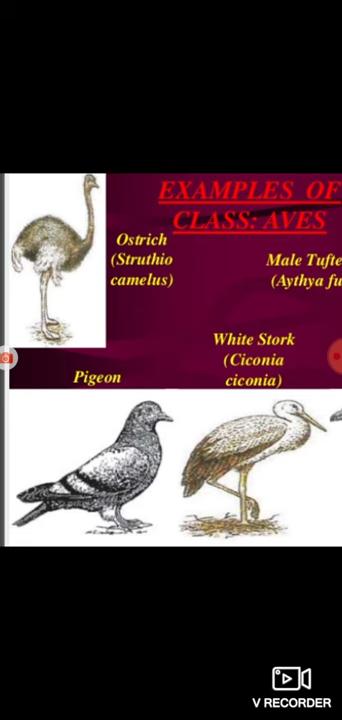 EXAMPLES OF
CLASS: AVES
Ostrich
(Struthio
camelus)
Male Tufte
(Aythya fu
White Stork
(Ciconia
ciconia)
Pigeon
V RECORDER